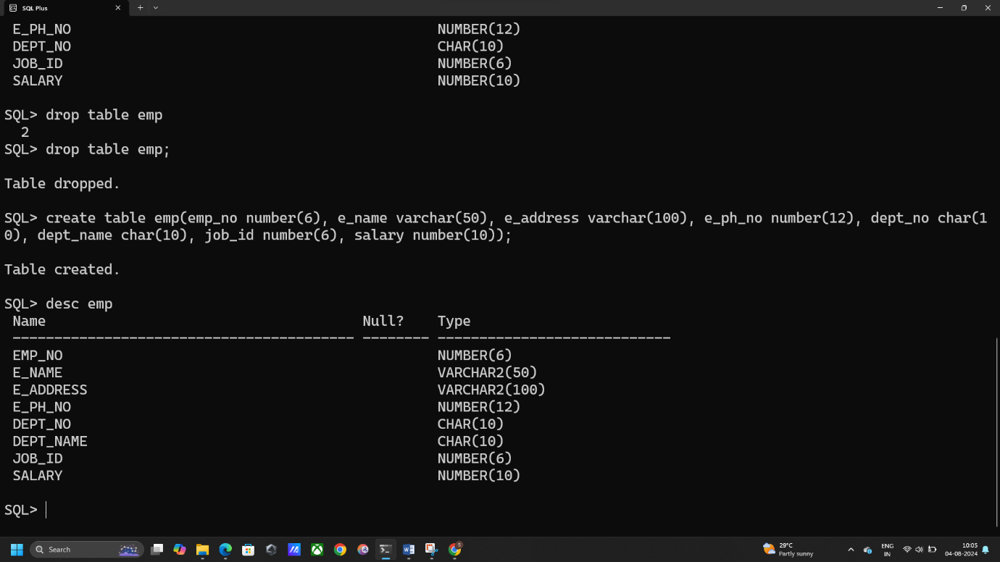 SQL Plus
E_PH_NO NUMBER(12)
DEPT_NO CHAR(10)
JOB_ID NUMBER(6)
SALARY NUMBER(10)
SQL> drop table emp
2
SQL> drop table emp;
Table dropped.
SQL> create table emp(emp_no number(6), e_name varchar(50), e_address varchar(100), e_ph_no number(12), dept_no char(1
0), dept_name char(10), job_id number(6), salary number(10));
Table created.
SQL> desc emp
Name Null? Type
----------------------------------------- -------- ----------------------------
EMP_NO NUMBER(6)
E_NAME VARCHAR2(50)
E_ADDRESS VARCHAR2(100)
E_PH_NO NUMBER(12)
DEPT_NO CHAR(10)
DEPT_NAME CHAR(10)
JOB_ID NUMBER(6)
SALARY NUMBER(10)
SQL>
Search
29°C
Partly sunny
ENG
IN
10:05
04-08-2024